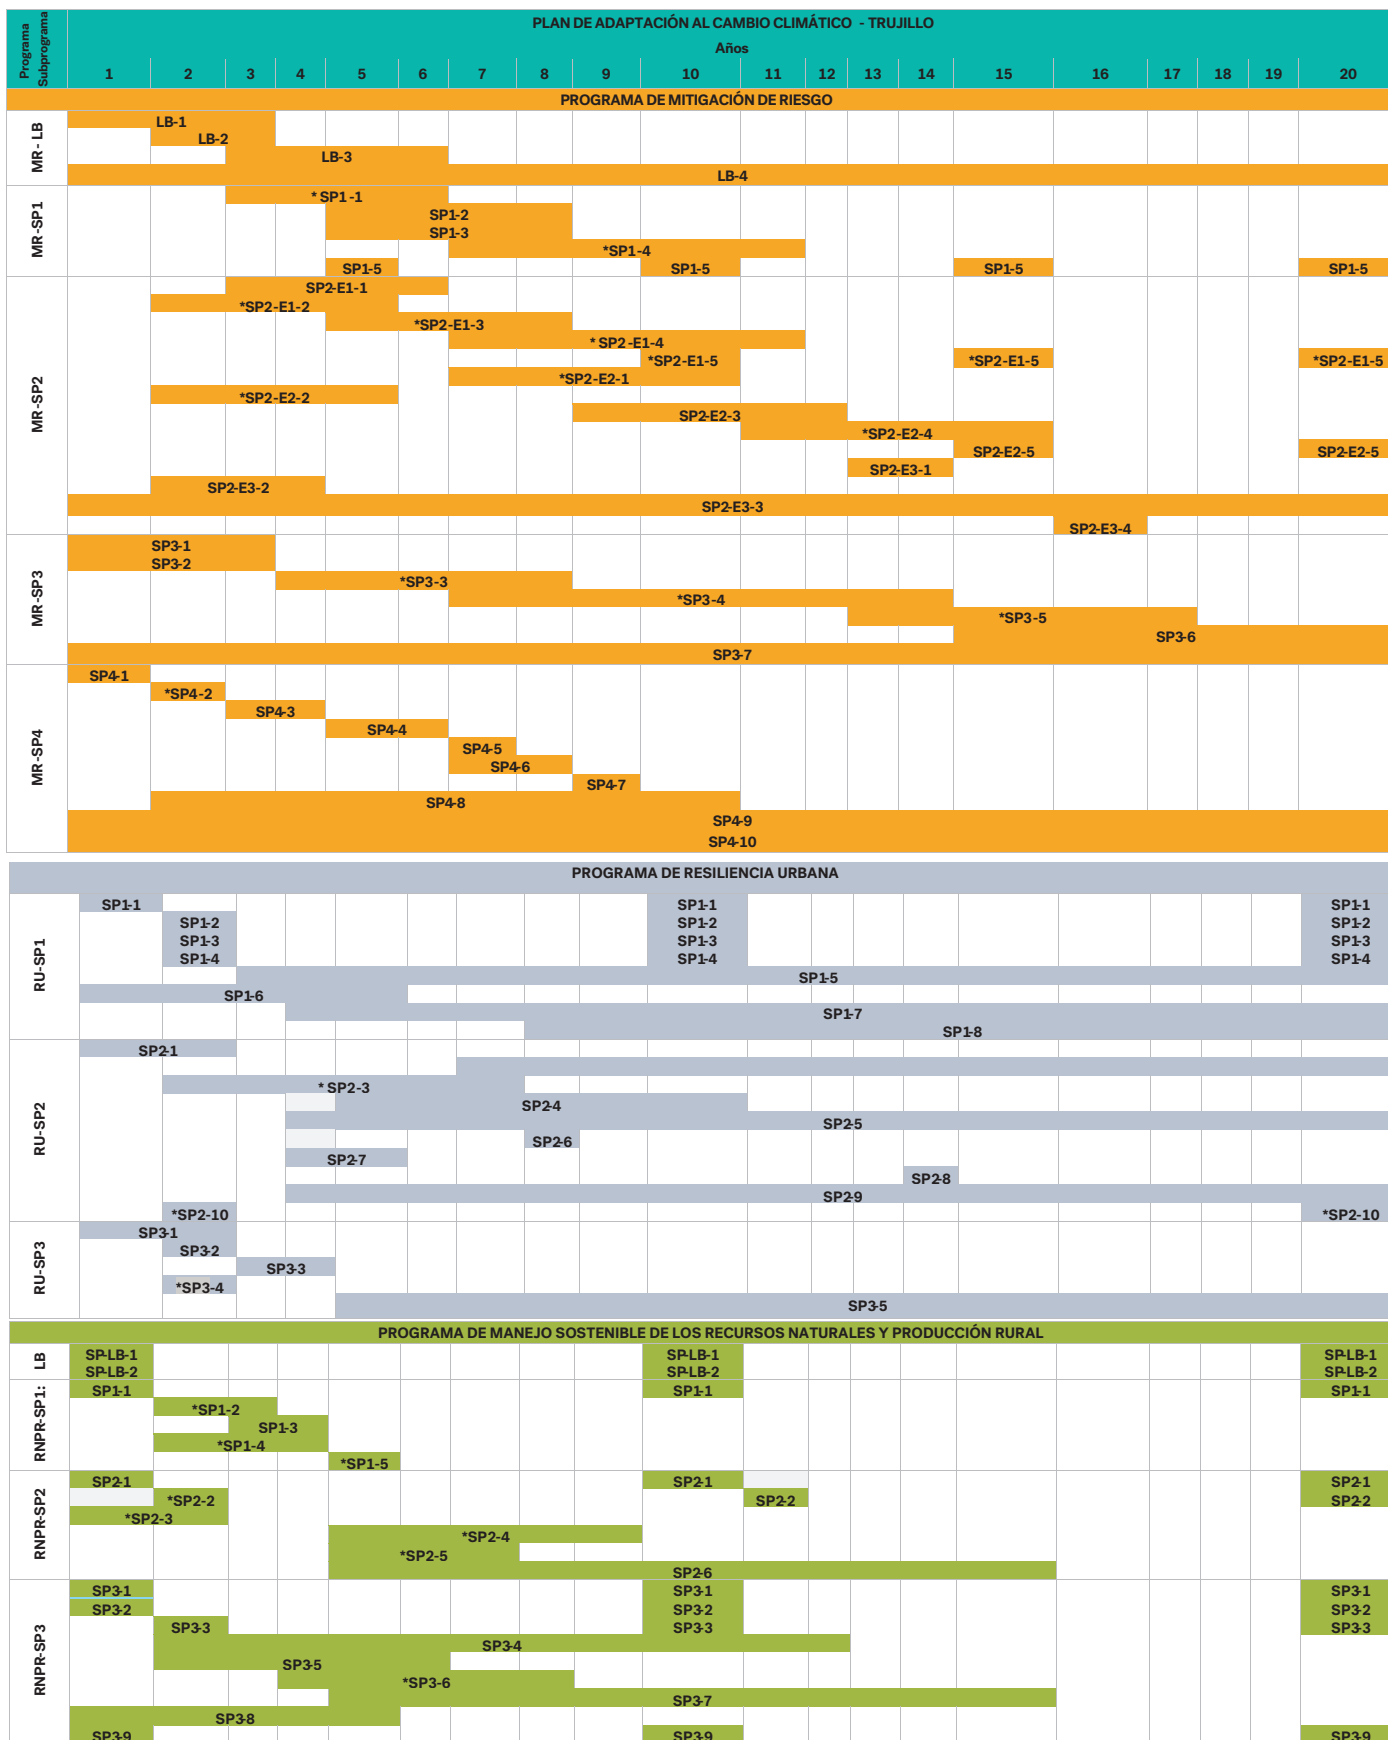 PLAN DE ADAPTACIÓN AL CAMBIO CLIMÁTICO - TRUJILLO
Programa
Subprograma
Años
1 2 3 4 5 6 7 8 9 10 11 12 13 14 15 16 17 18 19 20
PROGRAMA DE MITIGACIÓN DE RIESGO
MR - LB
LB-1
LB-2
LB-3
LB-4
MR -SP1
* SP1 -1
SP1-2
SP1-3
*SP1-4
SP1-5 SP1-5 SP1-5 SP1-5
MR -SP2
SP2-E1-1
*SP2-E1-2
*SP2-E1-3
* SP2 -E1-4
*SP2-E1-5 *SP2-E1-5 *SP2-E1-5
*SP2-E2-1
*SP2-E2-2
SP2-E2-3
*SP2-E2-4
SP2-E2-5 SP2-E2-5
SP2-E3-1
SP2-E3-2
SP2-E3-3
SP2-E3-4
MR -SP3
SP3-1
SP3-2
*SP3-3
*SP3-4
*SP3-5
SP3-6
SP3-7
MR -SP4
SP4-1
*SP4-2
SP4-3
SP4-4
SP4-5
SP4-6
SP4-7
SP4-8
SP4-9
SP4-10
PROGRAMA DE RESILIENCIA URBANA
RU-SP1
SP1-1 SP1-1 SP1-1
SP1-2 SP1-2 SP1-2
SP1-3 SP1-3 SP1-3
SP1-4 SP1-4 SP1-4
SP1-5
SP1-6
SP1-7
SP1-8
RU-SP2
SP2-1
* SP2 -3
SP2-4
SP2-5
SP2-6
SP2-7
SP2-8
SP2-9
*SP2-10 *SP2-10
RU-SP3
SP3-1
SP3-2
SP3-3
*SP3-4
SP3-5
PROGRAMA DE MANEJO SOSTENIBLE DE LOS RECURSOS NATURALES Y PRODUCCIÓN RURAL
LB
SP-LB-1 SP-LB-1 SP-LB-1
SP-LB-2 SP-LB-2 SP-LB-2
RNPR-SP1:
SP1-1 SP1-1 SP1-1
*SP1-2
SP1-3
*SP1-4
*SP1-5
RNPR-SP2
SP2-1 SP2-1 SP2-1
*SP2-2 SP2-2 SP2-2
*SP2-3
*SP2-4
*SP2-5
SP2-6
RNPR-SP3
SP3-1 SP3-1 SP3-1
SP3-2 SP3-2 SP3-2
SP3-3 SP3-3 SP3-3
SP3-4
SP3-5
*SP3-6
SP3-7
SP3-8
SP3-9 SP3-9 SP3-9